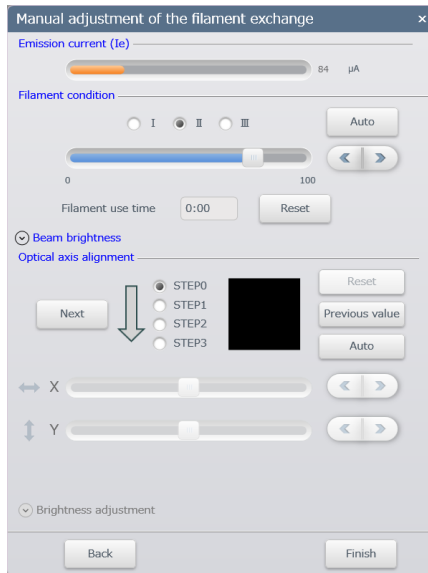 Manual adjustment of the filament exchange ×
Emission current (Ie)
84 µA
Filament condition
I II III Auto
0 100
Filament use time 0:00 Reset
Beam brightness
Optical axis alignment
STEP0 Reset
Next STEP1 Previous value
STEP2
STEP3 Auto
X
Y
Brightness adjustment
Back Finish